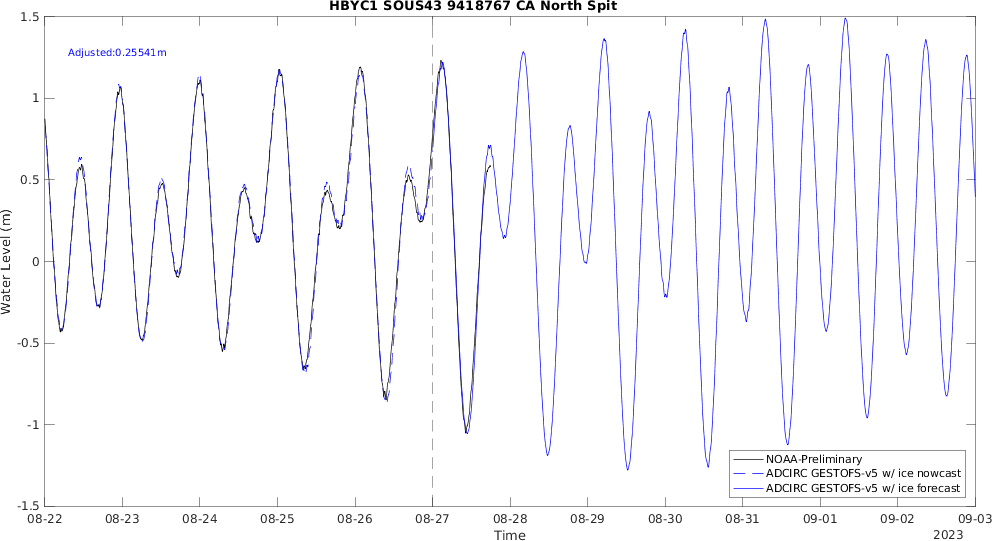 HBYC1 SOUS43 9418767 CA North Spit
Adjusted:0.25541m
1.5
1
0.5
0
-0.5
-1
-1.5
Water Level (m)
NOAA-Preliminary
ADCIRC GESTOFS-v5 w/ ice nowcast
ADCIRC GESTOFS-v5 w/ ice forecast
08-22 08-23 08-24 08-25 08-26 08-27 08-28 08-29 08-30 08-31 09-01 09-02 09-03
Time
2023